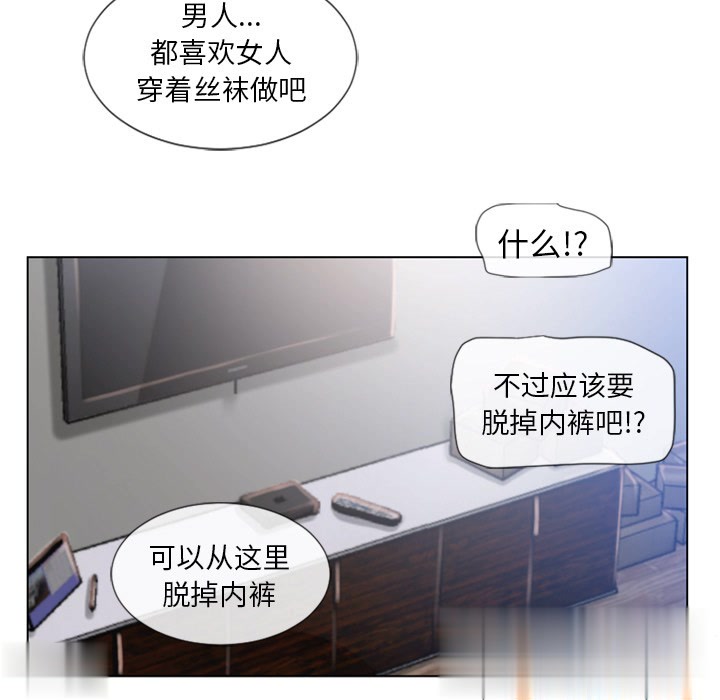 男人...
都喜欢女人
穿着丝袜做吧
什么!?
不过应该要
脱掉内裤吧!?
可以从这里
脱掉内裤